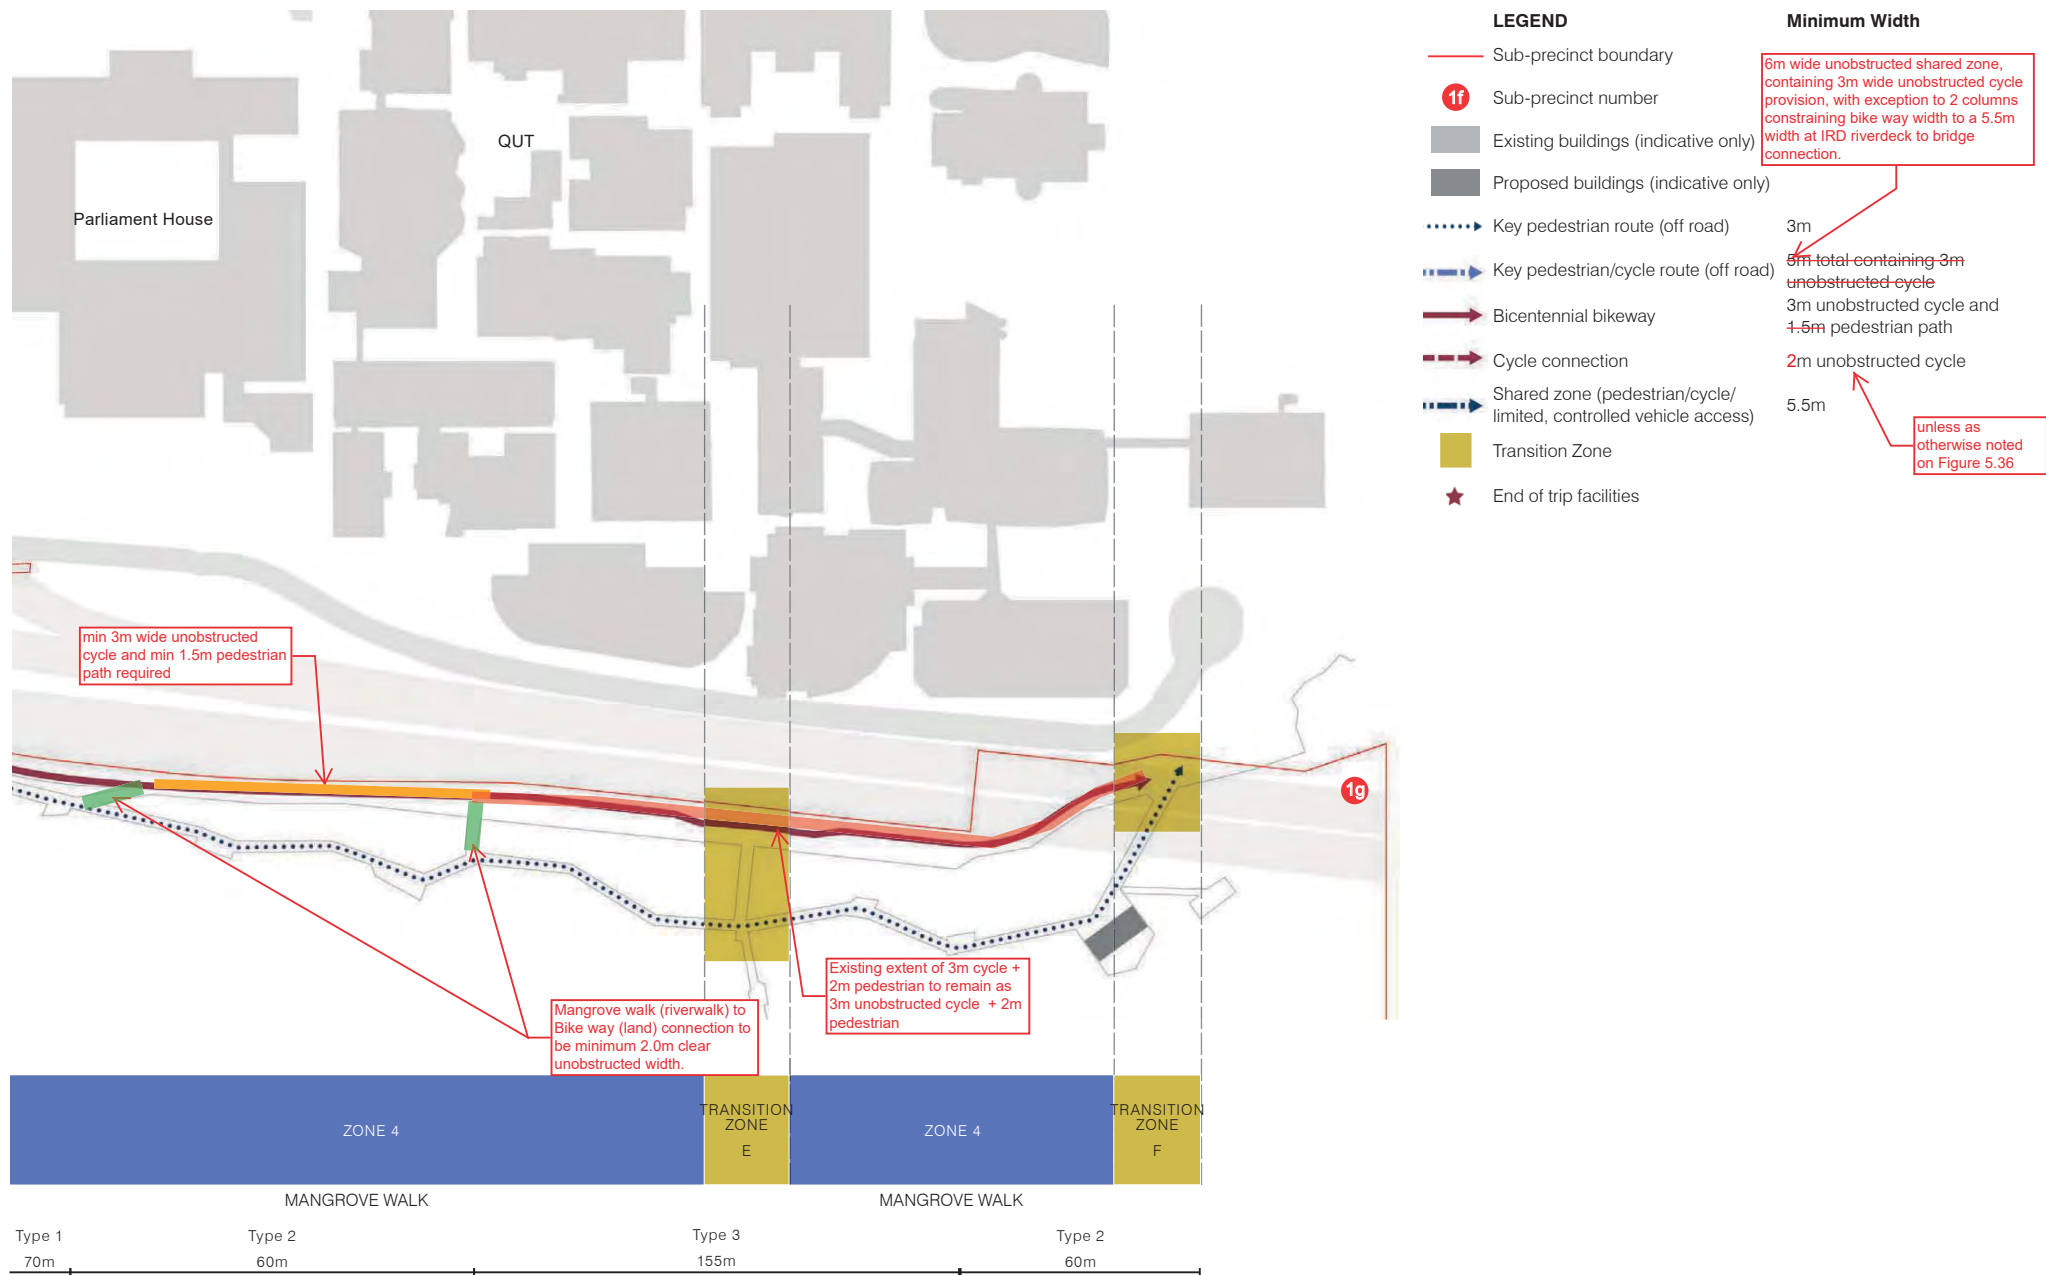 LEGEND
Minimum Width
Sub-precinct boundary
6m wide unobstructed shared zone,
containing 3m wide unobstructed cycle
provision, with exception to 2 columns
constraining bike way width to a 5.5m
width at IRD riverdeck to bridge
connection.
1f
Sub-precinct number
Existing buildings (indicative only)
Proposed buildings (indicative only)
Key pedestrian route (off road)
3m
Key pedestrian/cycle route (off road)
5m total containing 3m
unobstructed cycle
Bicentennial bikeway
3m unobstructed cycle and
1.5m pedestrian path
Cycle connection
2m unobstructed cycle
Shared zone (pedestrian/cycle/
limited, controlled vehicle access)
5.5m
unless as
otherwise noted
on Figure 5.36
Transition Zone
End of trip facilities
QUT
Parliament House
min 3m wide unobstructed
cycle and min 1.5m pedestrian
path required
1g
Existing extent of 3m cycle +
2m pedestrian to remain as
3m unobstructed cycle + 2m
pedestrian
Mangrove walk (riverwalk) to
Bike way (land) connection to
be minimum 2.0m clear
unobstructed width.
ZONE 4
TRANSITION
ZONE
E
ZONE 4
TRANSITION
ZONE
F
MANGROVE WALK
MANGROVE WALK
Type 1
Type 2
Type 3
Type 2
70m
60m
155m
60m